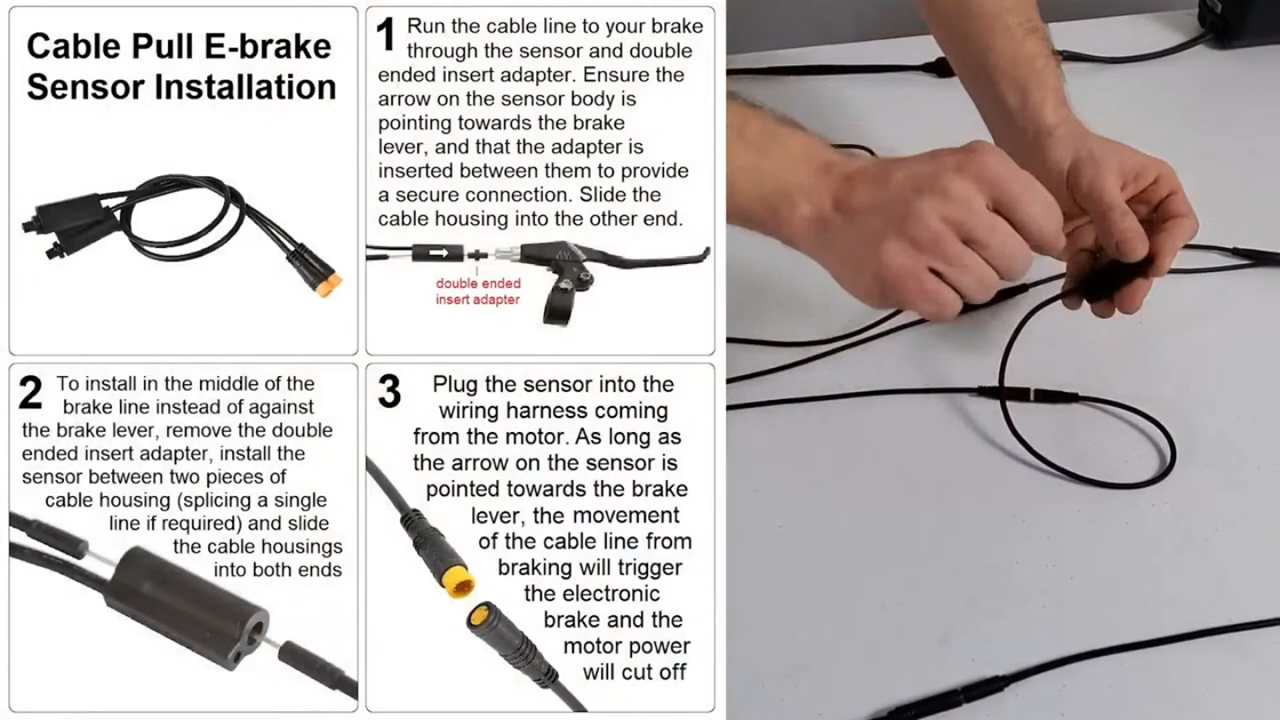 Cable Pull E-brake
Sensor Installation
1
Run the cable line to your brake
through the sensor and double
ended insert adapter. Ensure the
arrow on the sensor body is
pointing towards the brake
lever, and that the adapter is
inserted between them to provide
a secure connection. Slide the
cable housing into the other end.
double ended
insert adapter
2
To install in the middle of the
brake line instead of against
the brake lever, remove the double
ended insert adapter, install the
sensor between two pieces of
cable housing (splicing a single
line if required) and slide
the cable housings
into both ends
3
Plug the sensor into the
wiring harness coming
from the motor. As long as
the arrow on the sensor is
pointed towards the brake
lever, the movement
of the cable line from
braking will trigger
the electronic
brake and the
motor power
will cut off